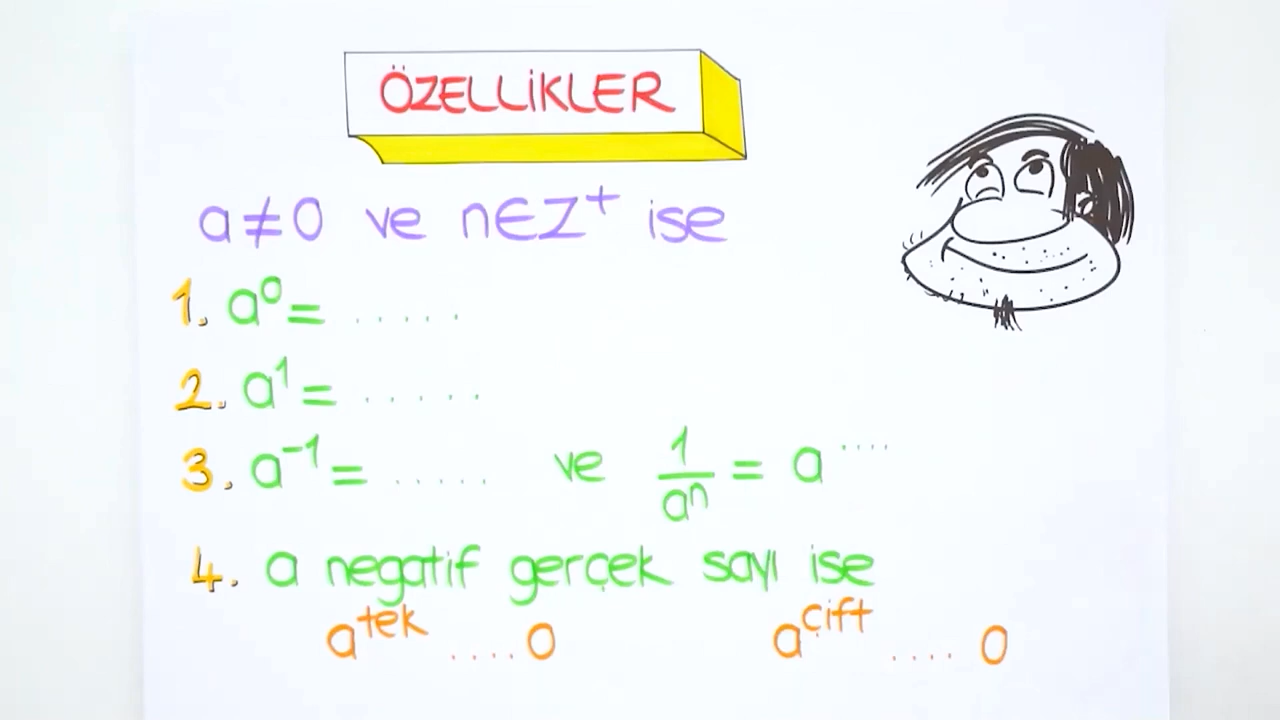 ÖZELLİKLER
a≠0 ve n∈Z⁺ ise
1. a⁰ = .....
2. a¹ = .....
3. a⁻¹ = ..... ve 1/aⁿ = a ····
4. a negatif gerçek sayı ise
a^tek .... 0 a^çift .... 0